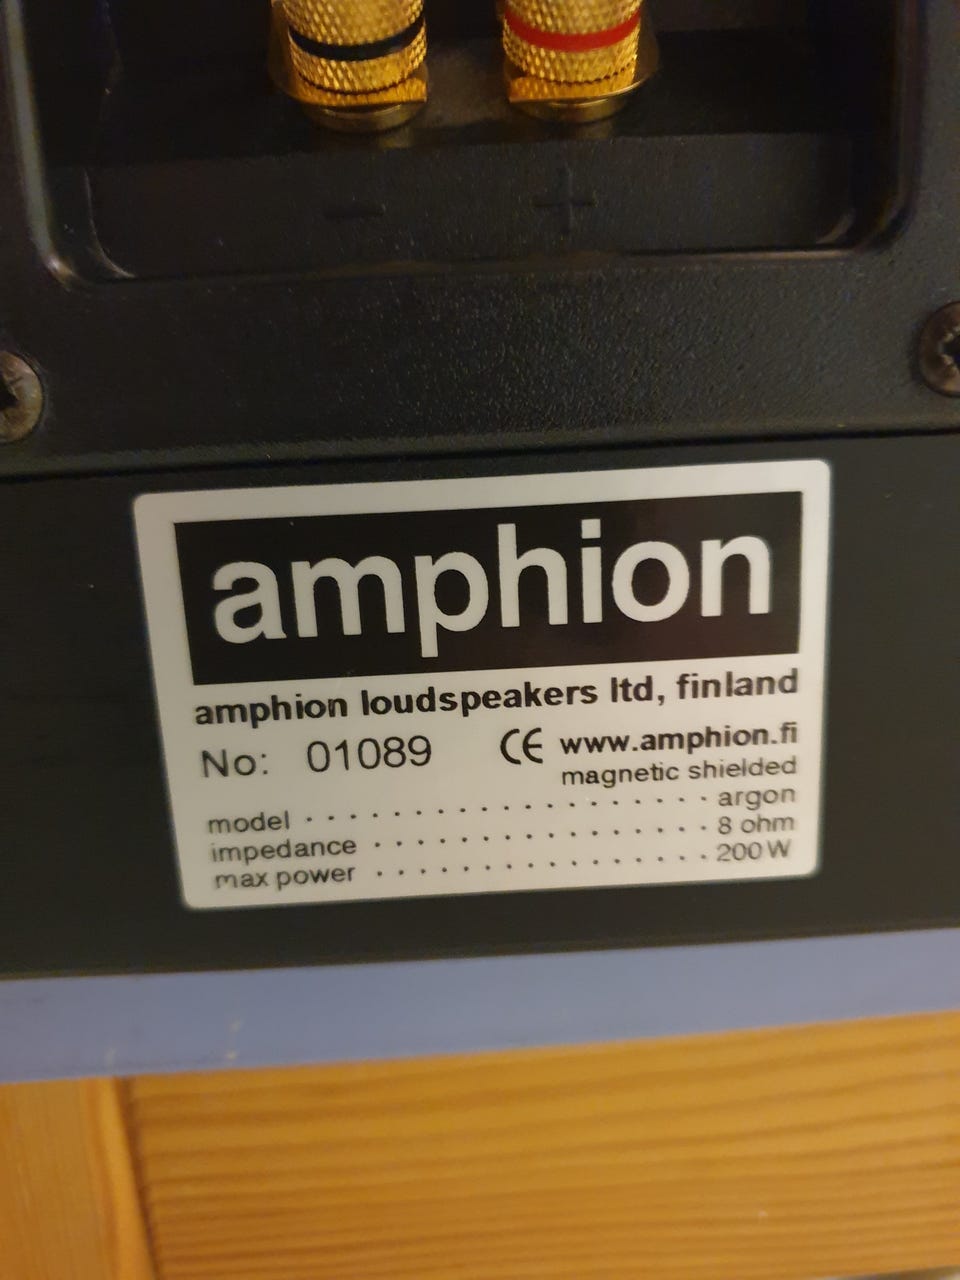 - +
amphion
amphion loudspeakers ltd, finland
No: 01089 CE www.amphion.fi
magnetic shielded
model . . . . . . . . . . . . . . . . . . . argon
impedance . . . . . . . . . . . . . . . . 8 ohm
max power . . . . . . . . . . . . . . . . 200 W